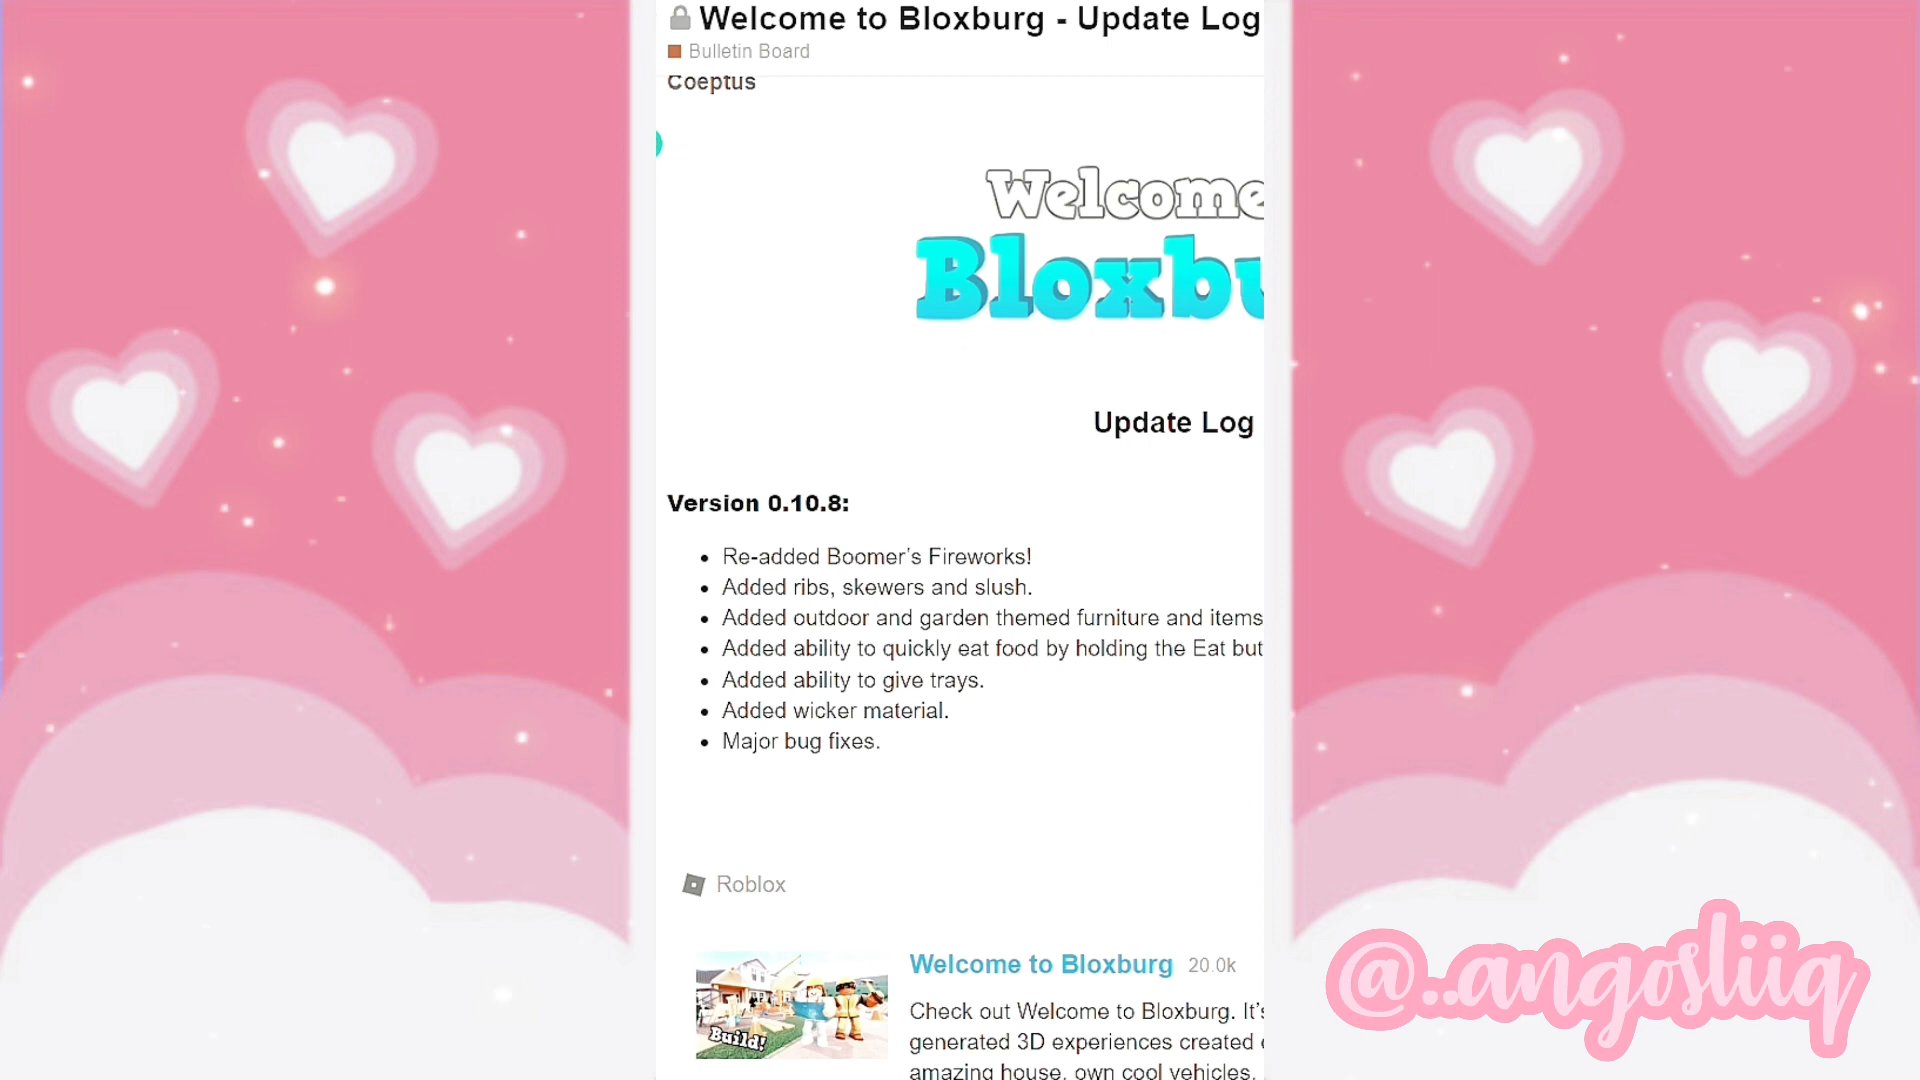 Welcome to Bloxburg - Update Log
Bulletin Board
Coeptus
Welcome
Bloxbu
Update Log
Version 0.10.8:
Re-added Boomer's Fireworks!
Added ribs, skewers and slush.
Added outdoor and garden themed furniture and items
Added ability to quickly eat food by holding the Eat but
Added ability to give trays.
Added wicker material.
Major bug fixes.
Roblox
Build!
Welcome to Bloxburg 20.0k
Check out Welcome to Bloxburg. It's
generated 3D experiences created
amazing house, own cool vehicles,
@..angosliiq